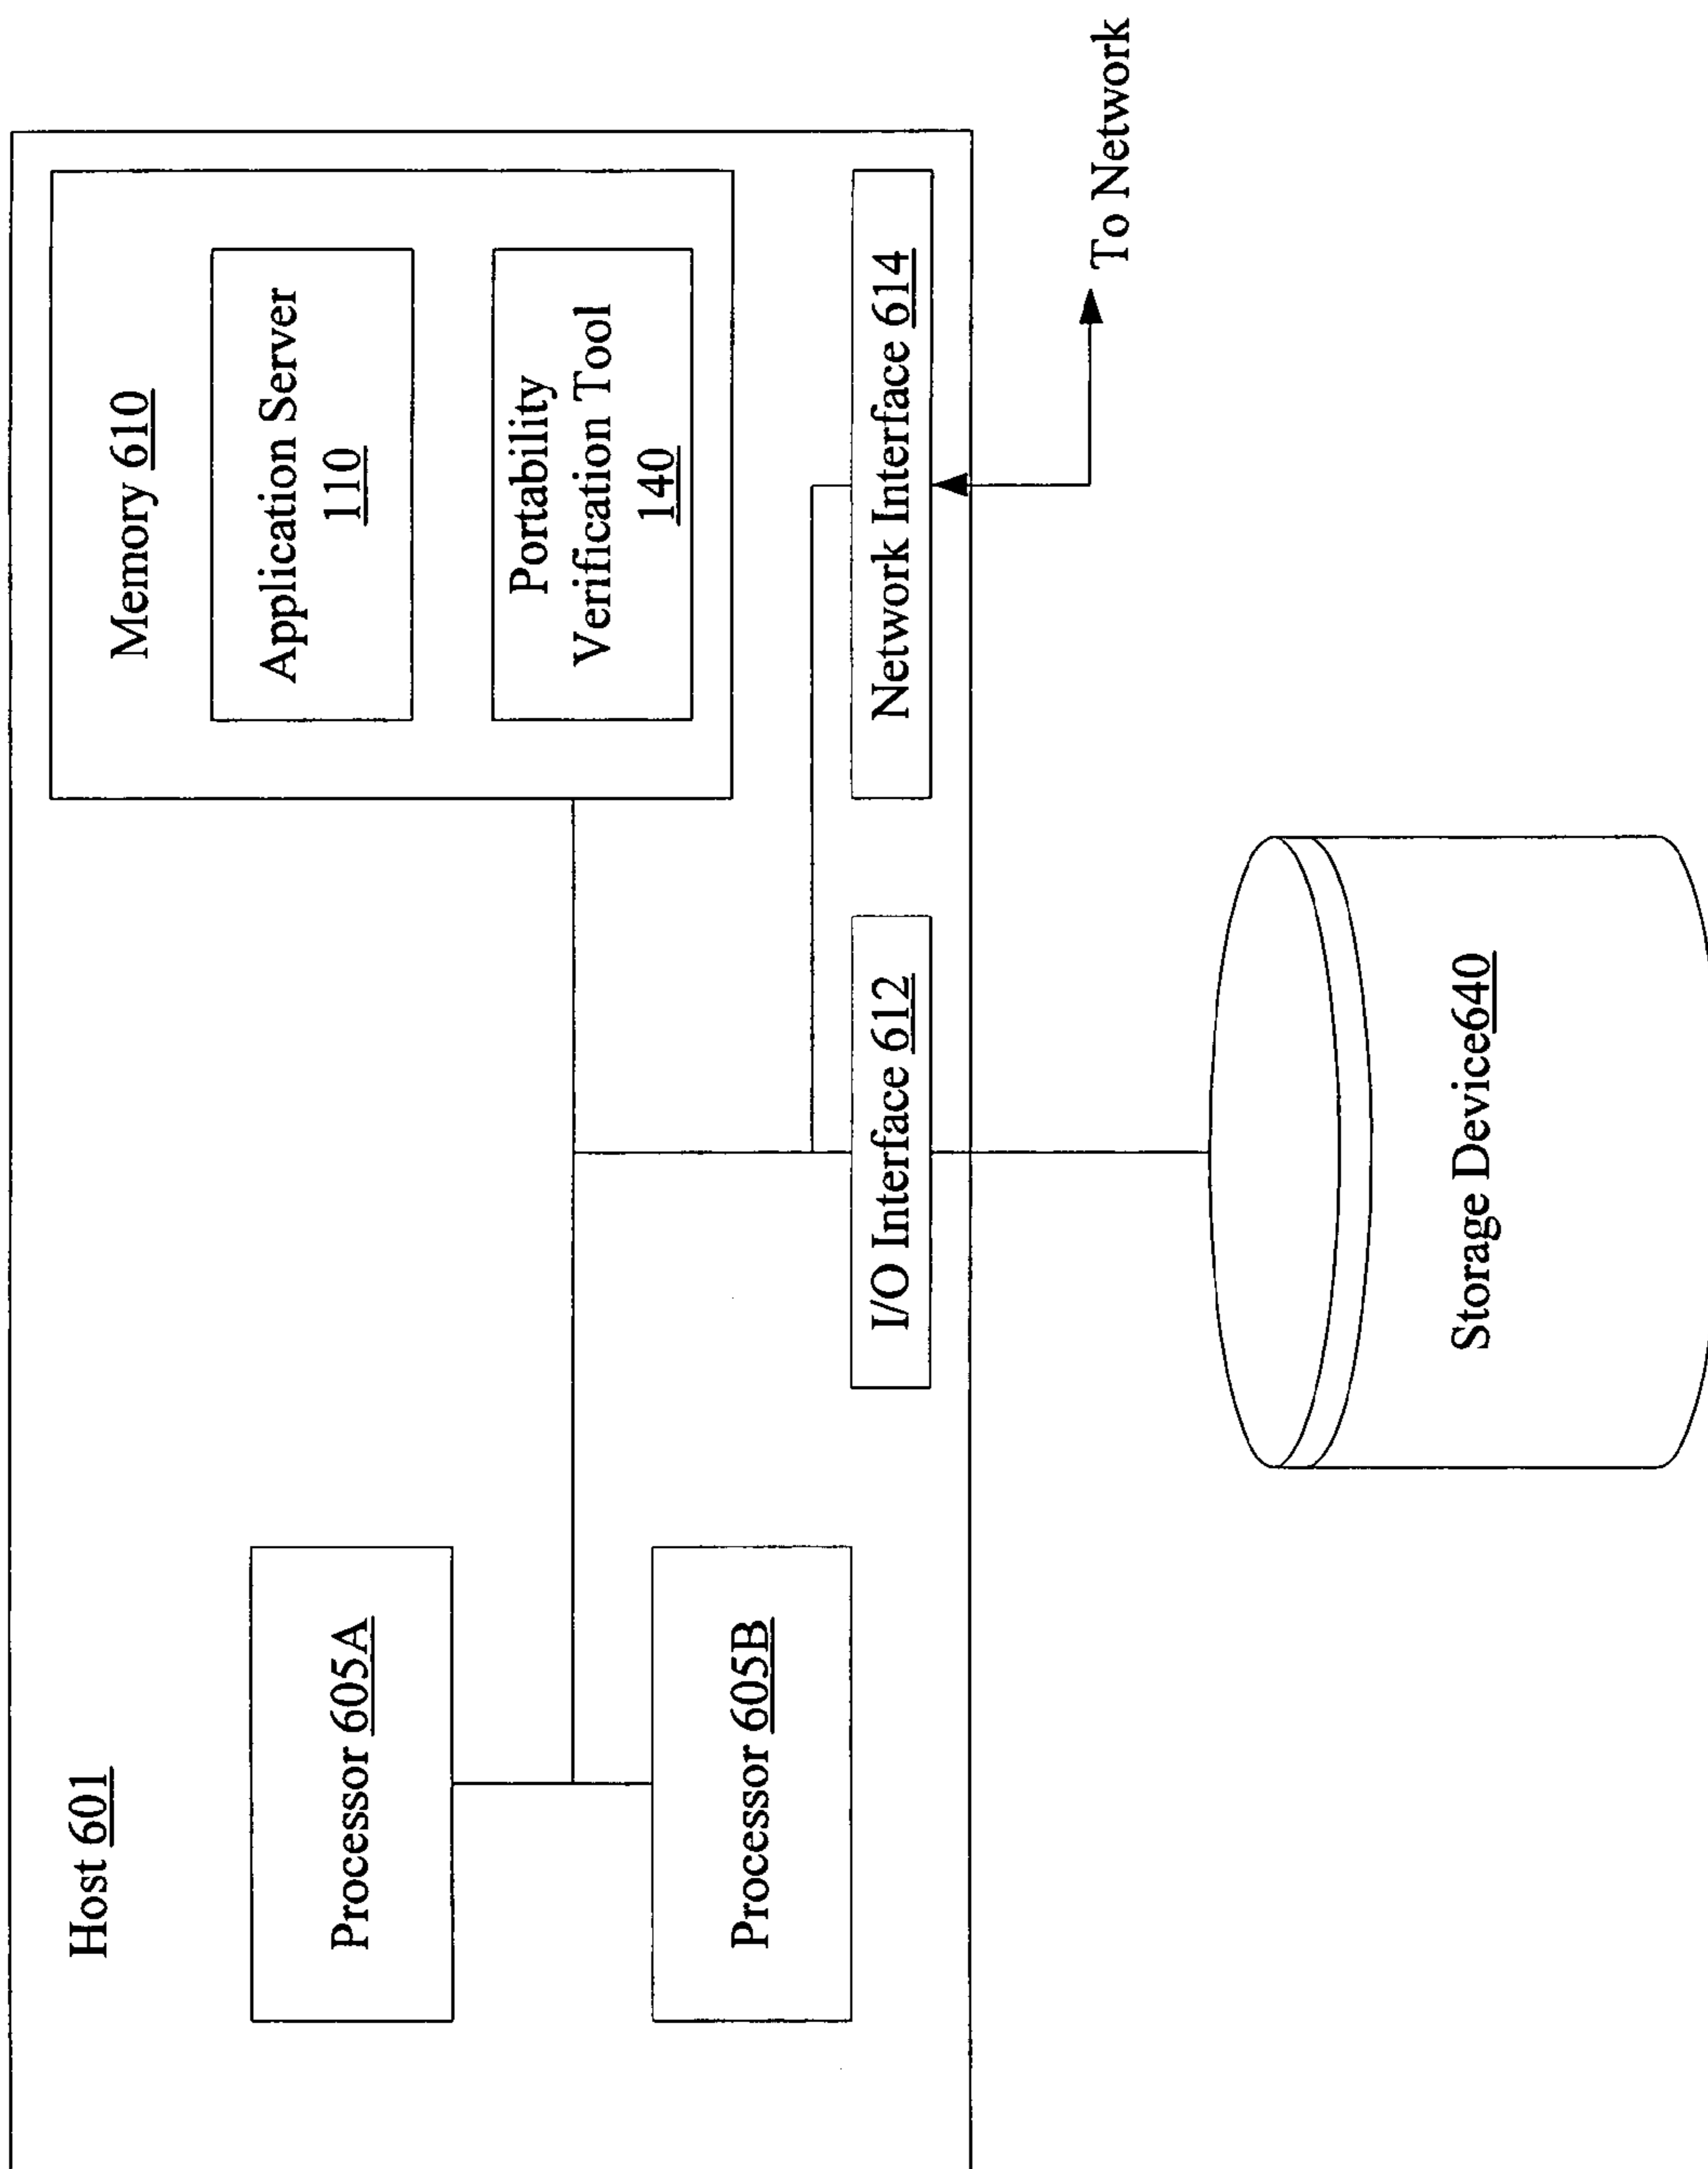 Host 601
Processor 605A
Processor 605B
Memory 610
Application Server
110
Portability
Verification Tool
140
I/O Interface 612
Network Interface 614
To Network
Storage Device640